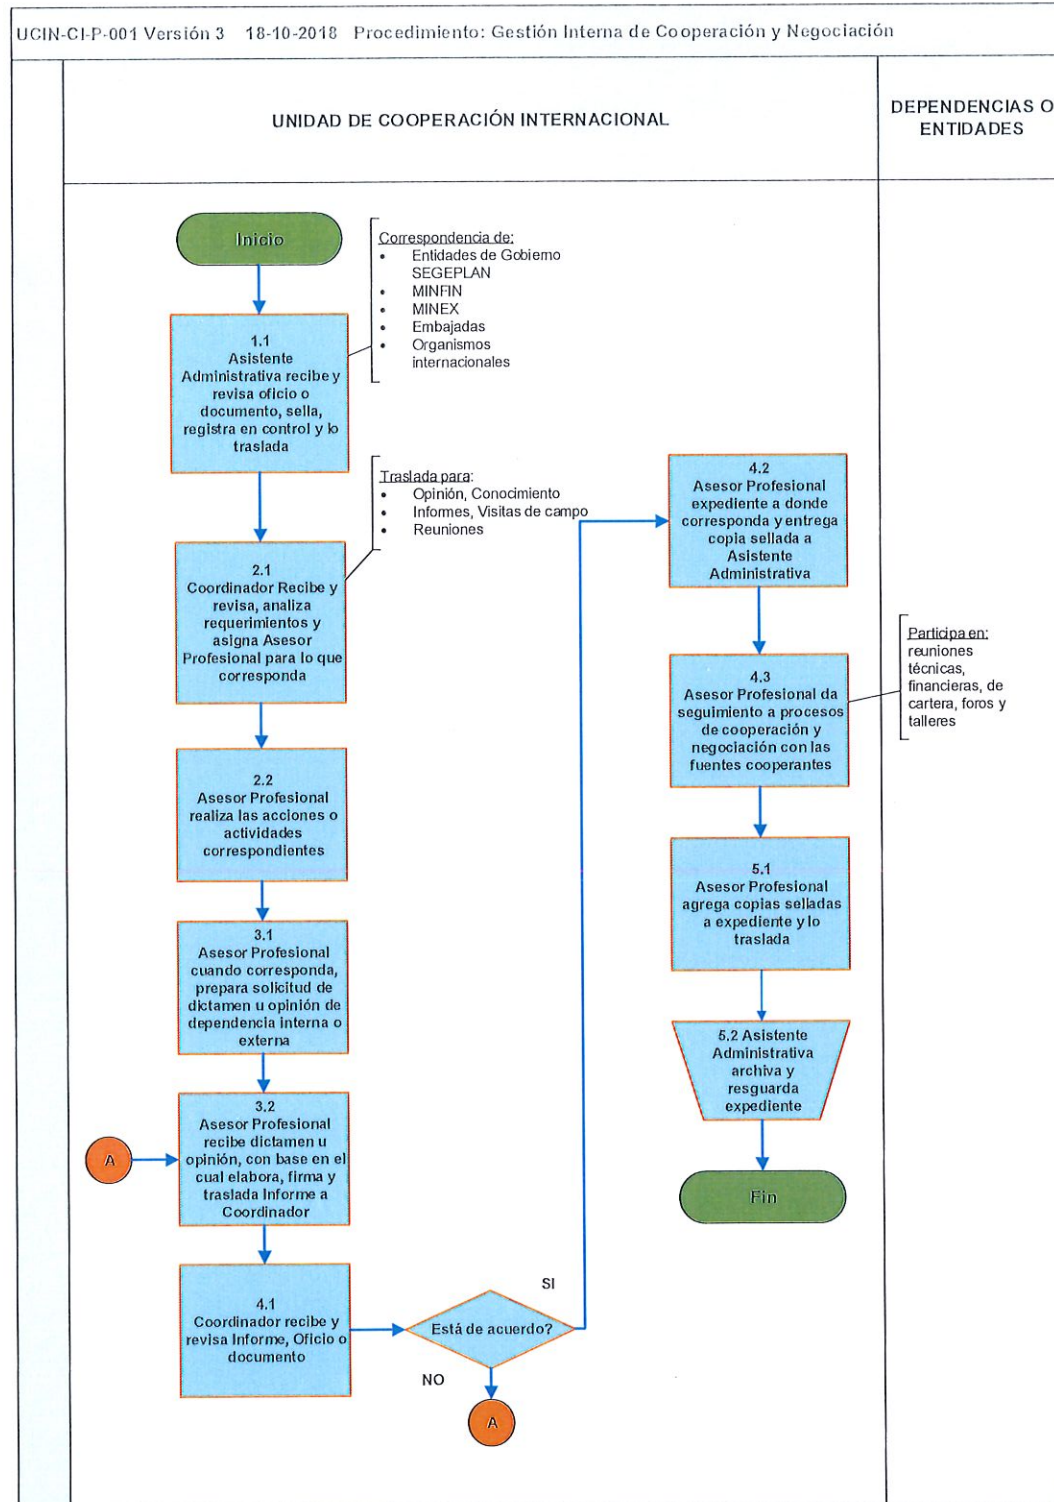 UCIN-CI-P-001 Versión 3 18-10-2018 Procedimiento: Gestión Interna de Cooperación y Negociación
UNIDAD DE COOPERACIÓN INTERNACIONAL
DEPENDENCIAS O
ENTIDADES
Inicio
Correspondencia de:
• Entidades de Gobierno
SEGEPLAN
• MINFIN
• MINEX
• Embajadas
• Organismos
internacionales
1.1
Asistente
Administrativa recibe y
revisa oficio o
documento, sella,
registra en control y lo
traslada
Traslada para:
• Opinión, Conocimiento
• Informes, Visitas de campo
• Reuniones
2.1
Coordinador Recibe y
revisa, analiza
requerimientos y
asigna Asesor
Profesional para lo que
corresponda
2.2
Asesor Profesional
realiza las acciones o
actividades
correspondientes
3.1
Asesor Profesional
cuando corresponda,
prepara solicitud de
dictamen u opinión de
dependencia interna o
externa
A
3.2
Asesor Profesional
recibe dictamen u
opinión, con base en el
cual elabora, firma y
traslada Informe a
Coordinador
4.1
Coordinador recibe y
revisa Informe, Oficio o
documento
Está de acuerdo?
SI
NO
A
4.2
Asesor Profesional
expediente a donde
corresponda y entrega
copia sellada a
Asistente
Administrativa
4.3
Asesor Profesional da
seguimiento a procesos
de cooperación y
negociación con las
fuentes cooperantes
Participa en:
reuniones
técnicas,
financieras, de
cartera, foros y
talleres
5.1
Asesor Profesional
agrega copias selladas
a expediente y lo
traslada
5.2 Asistente
Administrativa
archiva y
resguarda
expediente
Fin